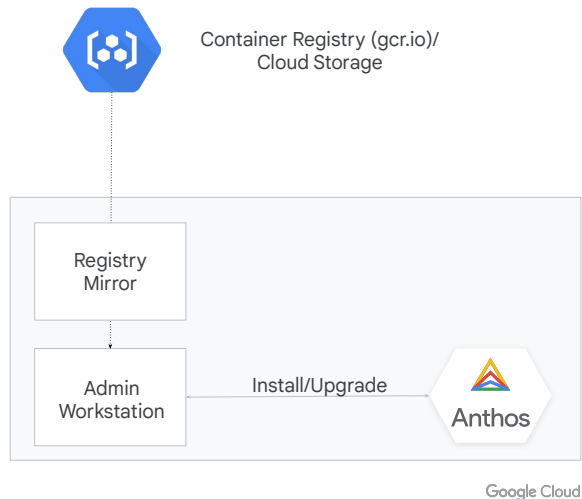 Container Registry (gcr.io)/
Cloud Storage
Registry
Mirror
Admin
Workstation
Install/Upgrade
Anthos
Google Cloud